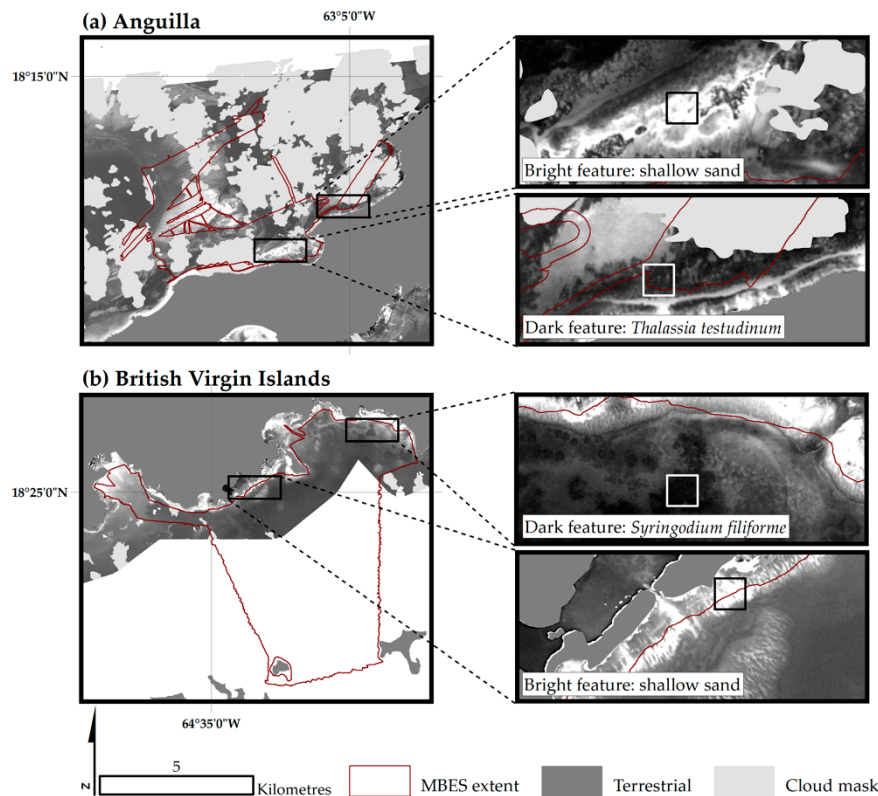 (a) Anguilla
63°5'0"W
18°15'0"N
Bright feature: shallow sand
Dark feature: Thalassia testudinum
(b) British Virgin Islands
18°25'0"N
Dark feature: Syringodium filiforme
Bright feature: shallow sand
64°35'0"W
N
5
Kilometres
MBES extent
Terrestrial
Cloud mask